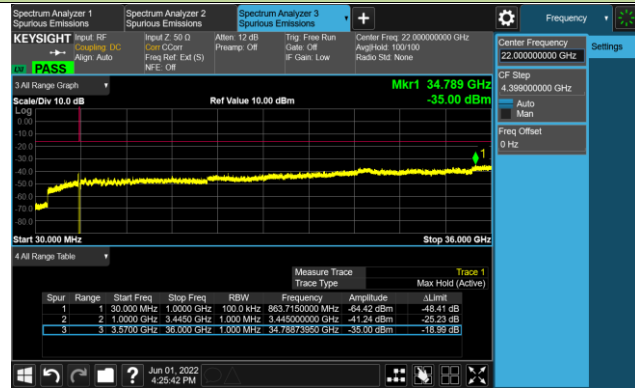 Spectrum Analyzer 1
Spurious Emissions
Spectrum Analyzer 2
Spurious Emissions
Spectrum Analyzer 3
Spurious Emissions
Frequency
KEYSIGHT
Input: RF
Coupling: DC
Align: Auto
Input Z: 50 Ω
Corr CCorr
Freq Ref: Ext (S)
NFE: Off
Atten: 12 dB
Preamp: Off
Trig: Free Run
Gate: Off
IF Gain: Low
Center Freq: 22.000000000 GHz
Avg|Hold: 100/100
Radio Std: None
PASS
Center Frequency
22.000000000 GHz
Settings
CF Step
4.399000000 GHz
Auto
Man
Freq Offset
0 Hz
3 All Range Graph
Mkr1 34.789 GHz
-35.00 dBm
Scale/Div 10.0 dB
Ref Value 10.00 dBm
Log
0.00
-10.0
-20.0
-30.0
-40.0
-50.0
-60.0
-70.0
-80.0
1
Start 30.000 MHz
Stop 36.000 GHz
4 All Range Table
Measure Trace
Trace 1
Trace Type
Max Hold (Active)
Spur Range Start Freq Stop Freq RBW Frequency Amplitude ΔLimit
1 1 30.000 MHz 1.0000 GHz 100.0 kHz 863.7150000 MHz -64.42 dBm -48.41 dB
2 2 1.0000 GHz 3.4450 GHz 1.000 MHz 3.445000000 GHz -41.24 dBm -25.23 dB
3 3 3.5700 GHz 36.000 GHz 1.000 MHz 34.78873950 GHz -35.00 dBm -18.99 dB
?
Jun 01, 2022
4:25:42 PM